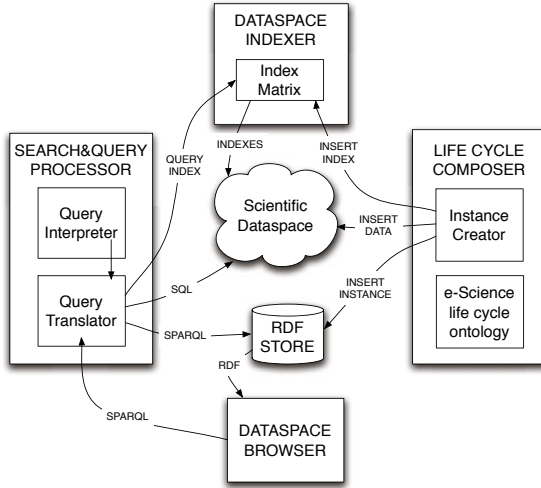 DATASPACE
INDEXER
Index
Matrix
SEARCH&QUERY
PROCESSOR
Query
Interpreter
Query
Translator
QUERY
INDEX
INDEXES
INSERT
INDEX
LIFE CYCLE
COMPOSER
Instance
Creator
e-Science
life cycle
ontology
Scientific
Dataspace
INSERT
DATA
SQL
INSERT
INSTANCE
SPARQL
RDF
STORE
RDF
SPARQL
DATASPACE
BROWSER